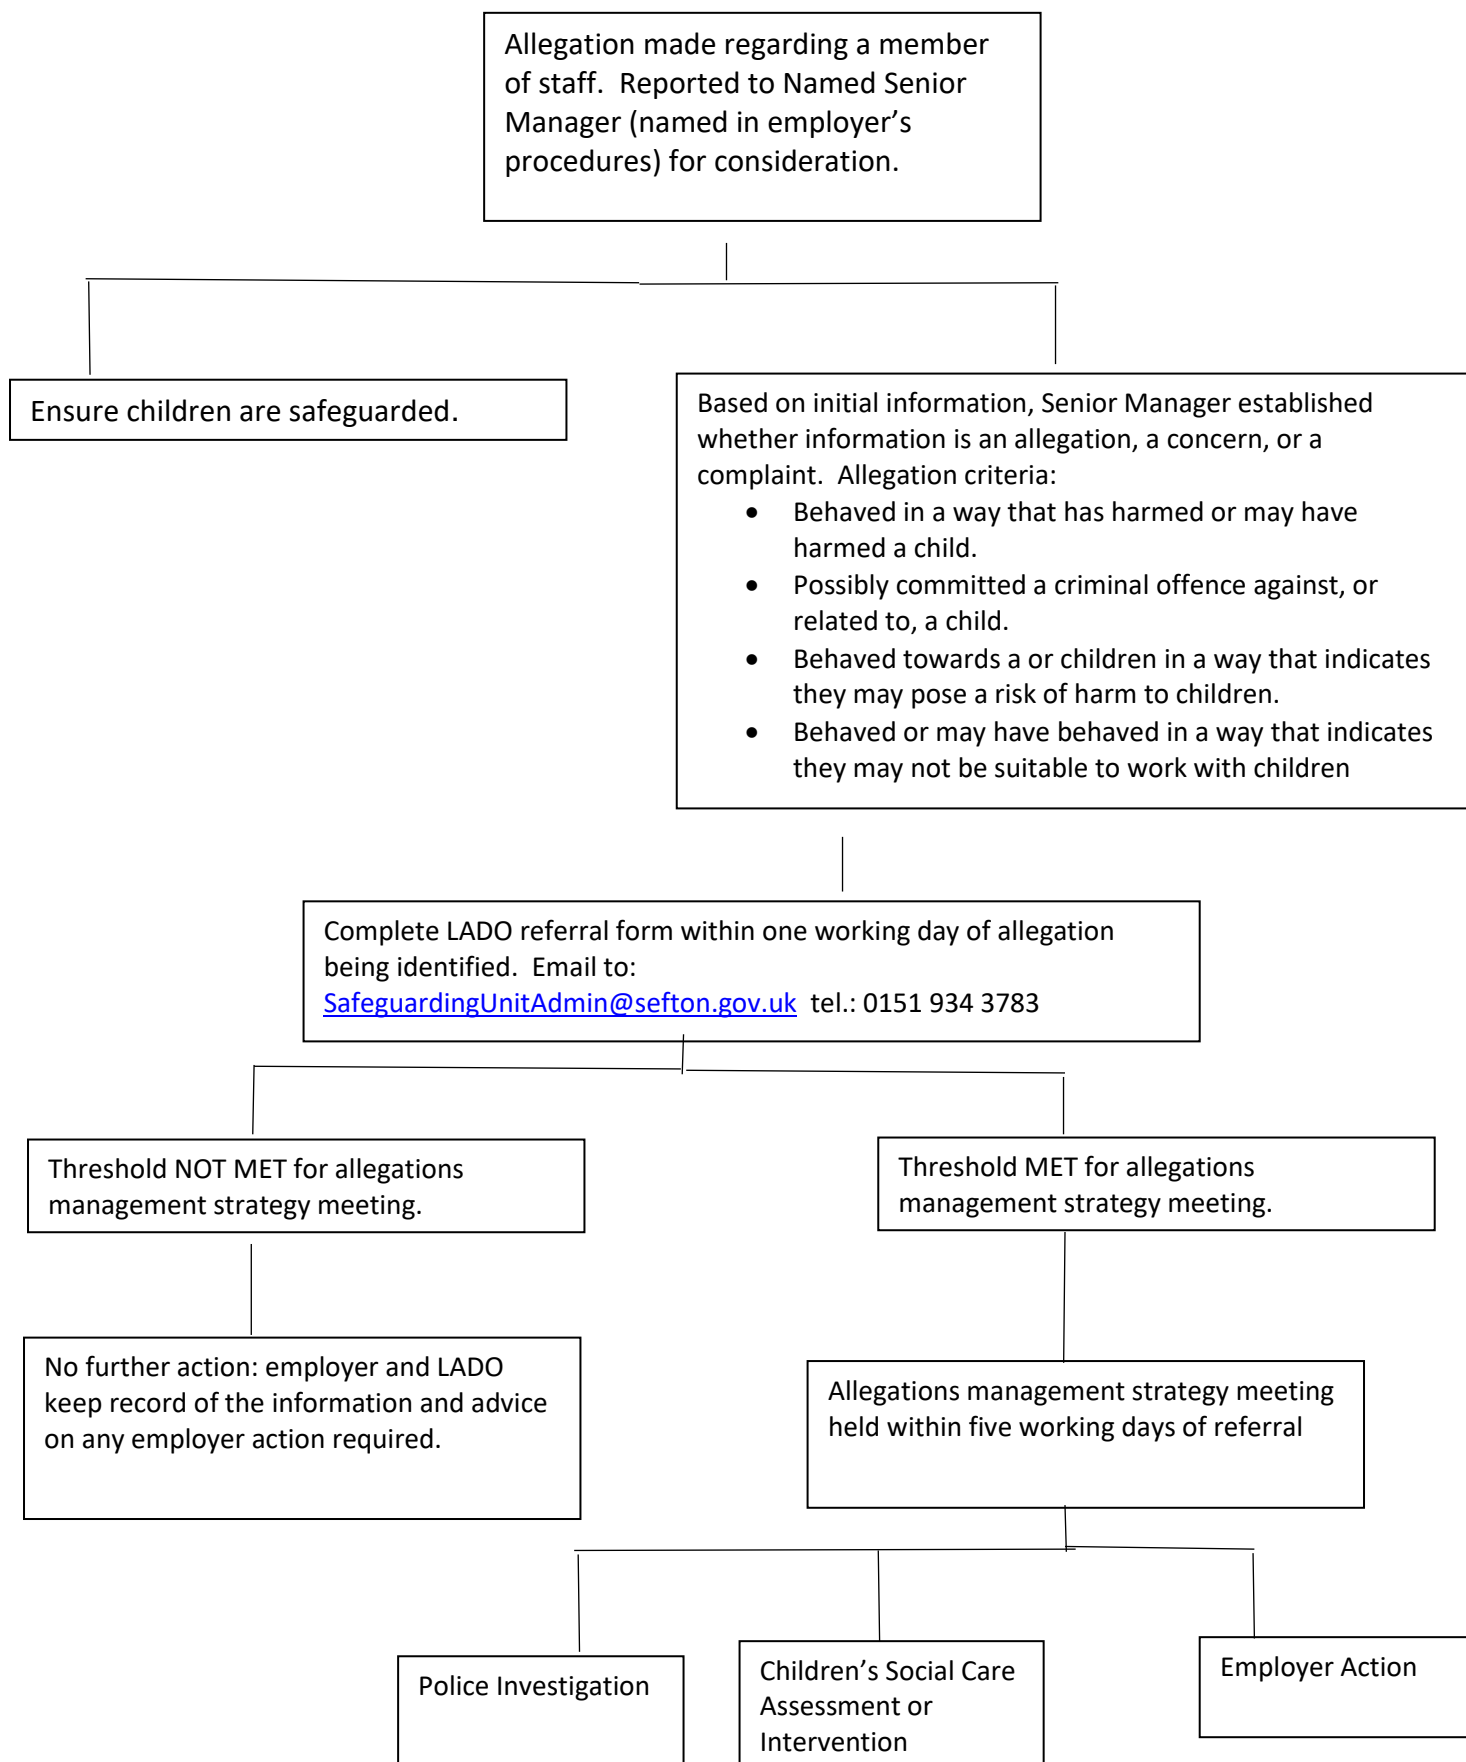 Allegation made regarding a member
of staff.  Reported to Named Senior
Manager (named in employer’s
procedures) for consideration.
Ensure children are safeguarded.
Based on initial information, Senior Manager established
whether information is an allegation, a concern, or a
complaint.  Allegation criteria:
• Behaved in a way that has harmed or may have
harmed a child.
• Possibly committed a criminal offence against, or
related to, a child.
• Behaved towards a or children in a way that indicates
they may pose a risk of harm to children.
• Behaved or may have behaved in a way that indicates
they may not be suitable to work with children
Complete LADO referral form within one working day of allegation
being identified.  Email to:
SafeguardingUnitAdmin@sefton.gov.uk  tel.: 0151 934 3783
Threshold NOT MET for allegations
management strategy meeting.
Threshold MET for allegations
management strategy meeting.
No further action: employer and LADO
keep record of the information and advice
on any employer action required.
Allegations management strategy meeting
held within five working days of referral
Police Investigation
Children’s Social Care
Assessment or
Intervention
Employer Action